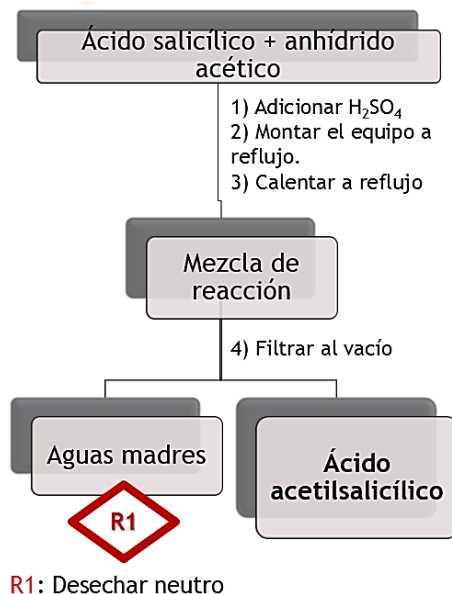 Ácido salicílico + anhídrido
acético
1) Adicionar H₂SO₄
2) Montar el equipo a
reflujo.
3) Calentar a reflujo
Mezcla de
reacción
4) Filtrar al vacío
Aguas madres
Ácido
acetilsalicílico
R1
R1: Desechar neutro